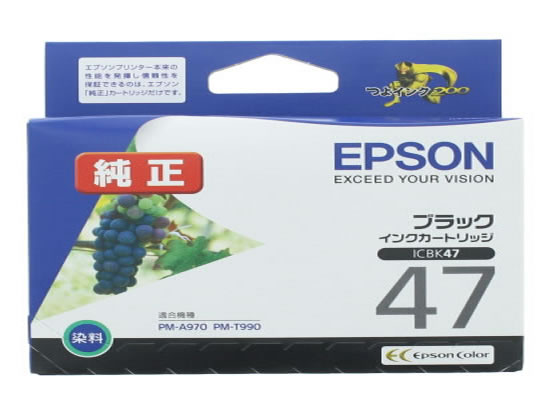 エプソンプリンター本来の
性能を発揮し信頼性を
保証できるのは、エプソン
「純正」カートリッジだけです。
つよインク200
純正
EPSON
EXCEED YOUR VISION
ブラック
インクカートリッジ
ICBK47
47
適合機種
PM-A970 PM-T990
染料
EC EPSON COLOR